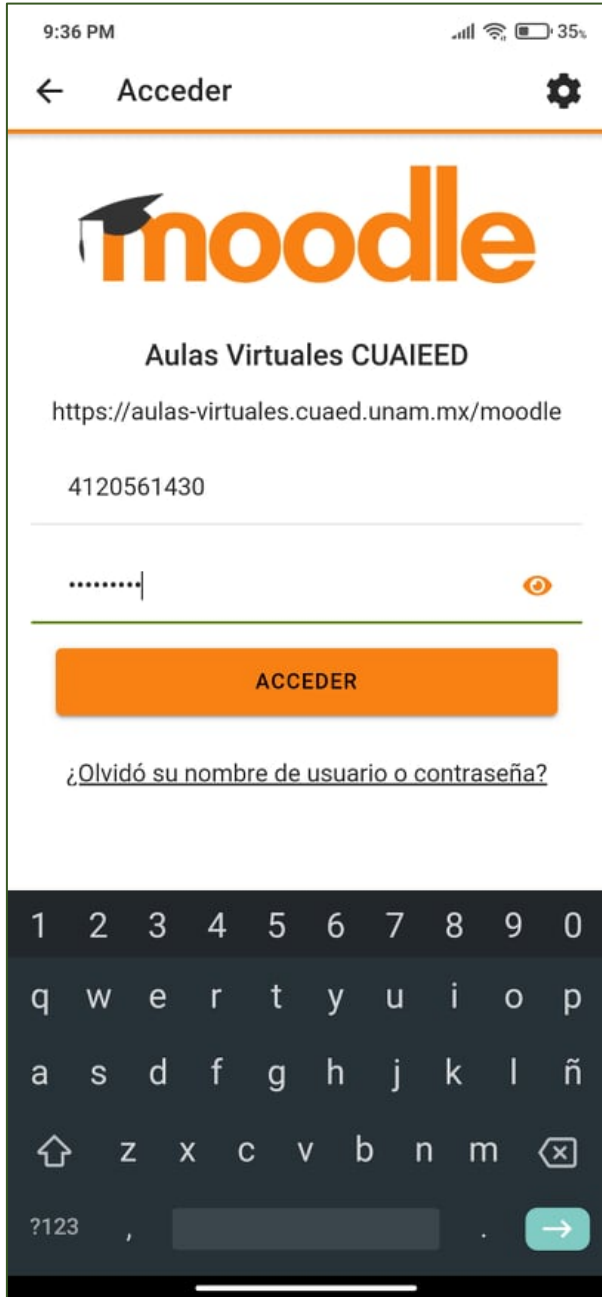 9:36 PM 35%
Acceder
moodle
Aulas Virtuales CUAIEED
https://aulas-virtuales.cuaed.unam.mx/moodle
4120561430
•••••••••
ACCEDER
¿Olvidó su nombre de usuario o contraseña?
1 2 3 4 5 6 7 8 9 0
q w e r t y u i o p
a s d f g h j k l ñ
z x c v b n m
?123 , .